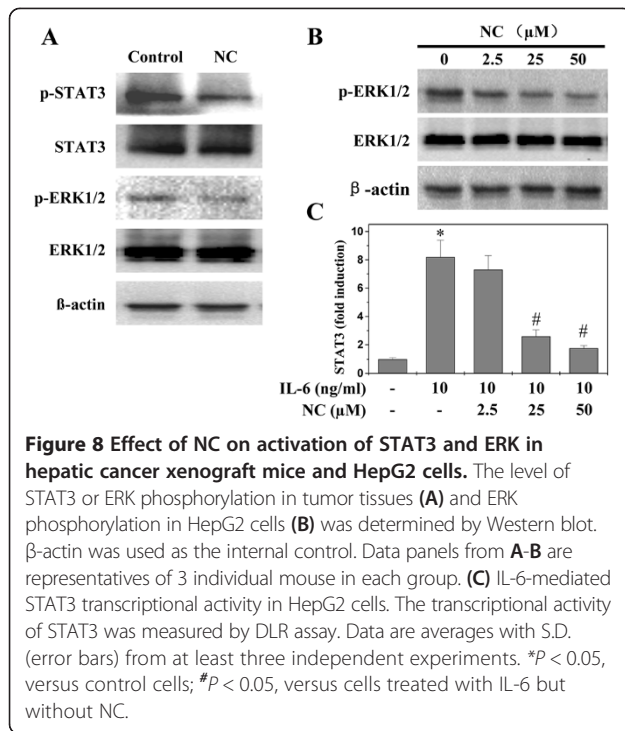 A
Control NC
p-STAT3
STAT3
p-ERK1/2
ERK1/2
ß-actin
B
NC （μM）
0 2.5 25 50
p-ERK1/2
ERK1/2
β -actin
C
STAT3 (fold induction)
10
8
6
4
2
0
*
#
#
IL-6 (ng/ml) - 10 10 10 10
NC (μM) - - 2.5 25 50
Figure 8 Effect of NC on activation of STAT3 and ERK in
hepatic cancer xenograft mice and HepG2 cells. The level of
STAT3 or ERK phosphorylation in tumor tissues (A) and ERK
phosphorylation in HepG2 cells (B) was determined by Western blot.
β-actin was used as the internal control. Data panels from A-B are
representatives of 3 individual mouse in each group. (C) IL-6-mediated
STAT3 transcriptional activity in HepG2 cells. The transcriptional activity
of STAT3 was measured by DLR assay. Data are averages with S.D.
(error bars) from at least three independent experiments. *P < 0.05,
versus control cells; #P < 0.05, versus cells treated with IL-6 but
without NC.